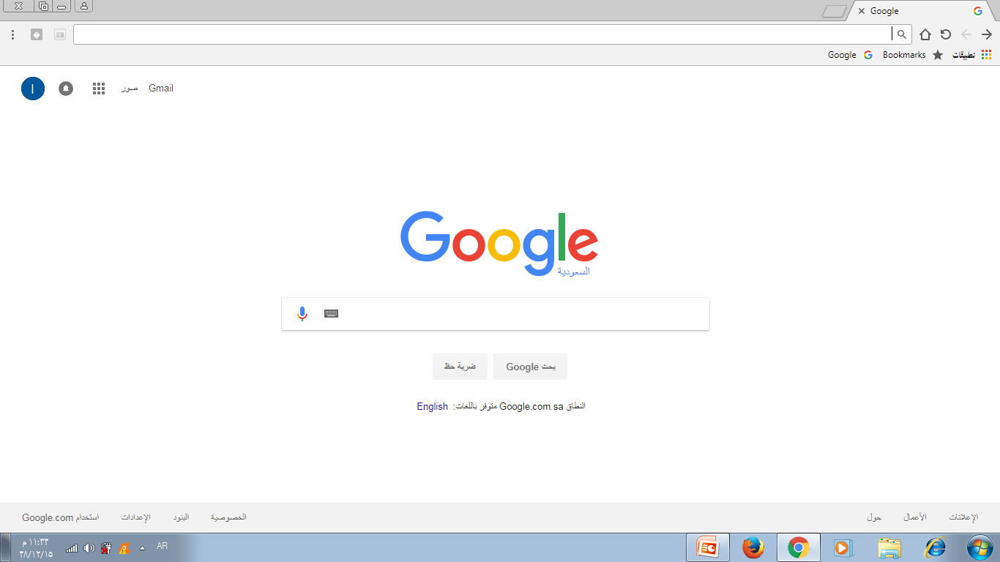 Google
Google
Bookmarks
تطبيقات
I
صور
Gmail
Google
السعودية
بحث Google
ضربة حظ
النطاق Google.com.sa متوفر باللغات: English
الإعلانات
الأعمال
حول
الخصوصية
البنود
الإعدادات
استخدام Google.com
AR
١١:٣٣ م
٣٨/١٢/١٥